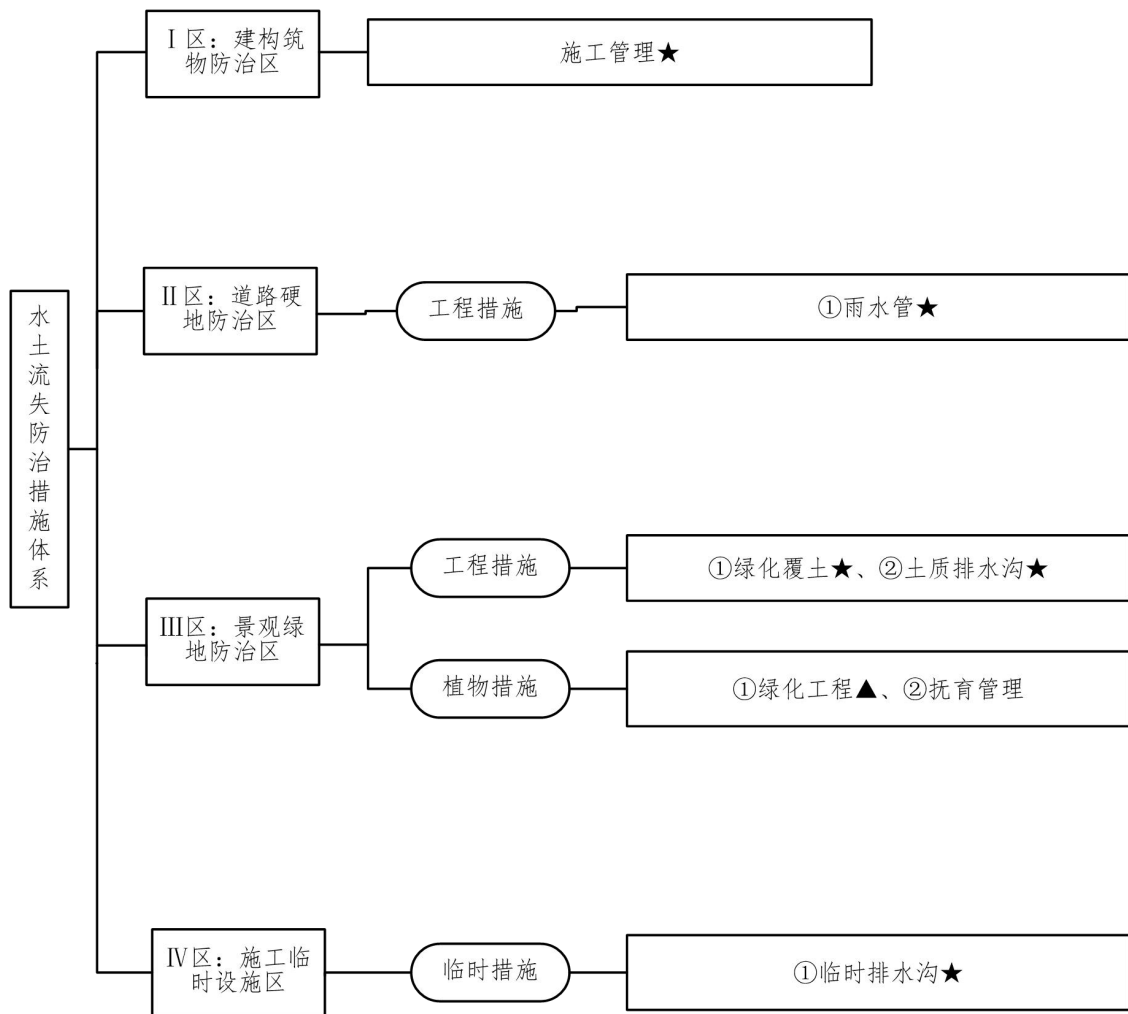 Ⅰ区：建构筑
物防治区
施工管理★
Ⅱ区：道路硬
地防治区
工程措施
①雨水管★
水土流失防治措施体系
工程措施
①绿化覆土★、②土质排水沟★
Ⅲ区：景观绿
地防治区
植物措施
①绿化工程▲、②抚育管理
Ⅳ区：施工临
时设施区
临时措施
①临时排水沟★